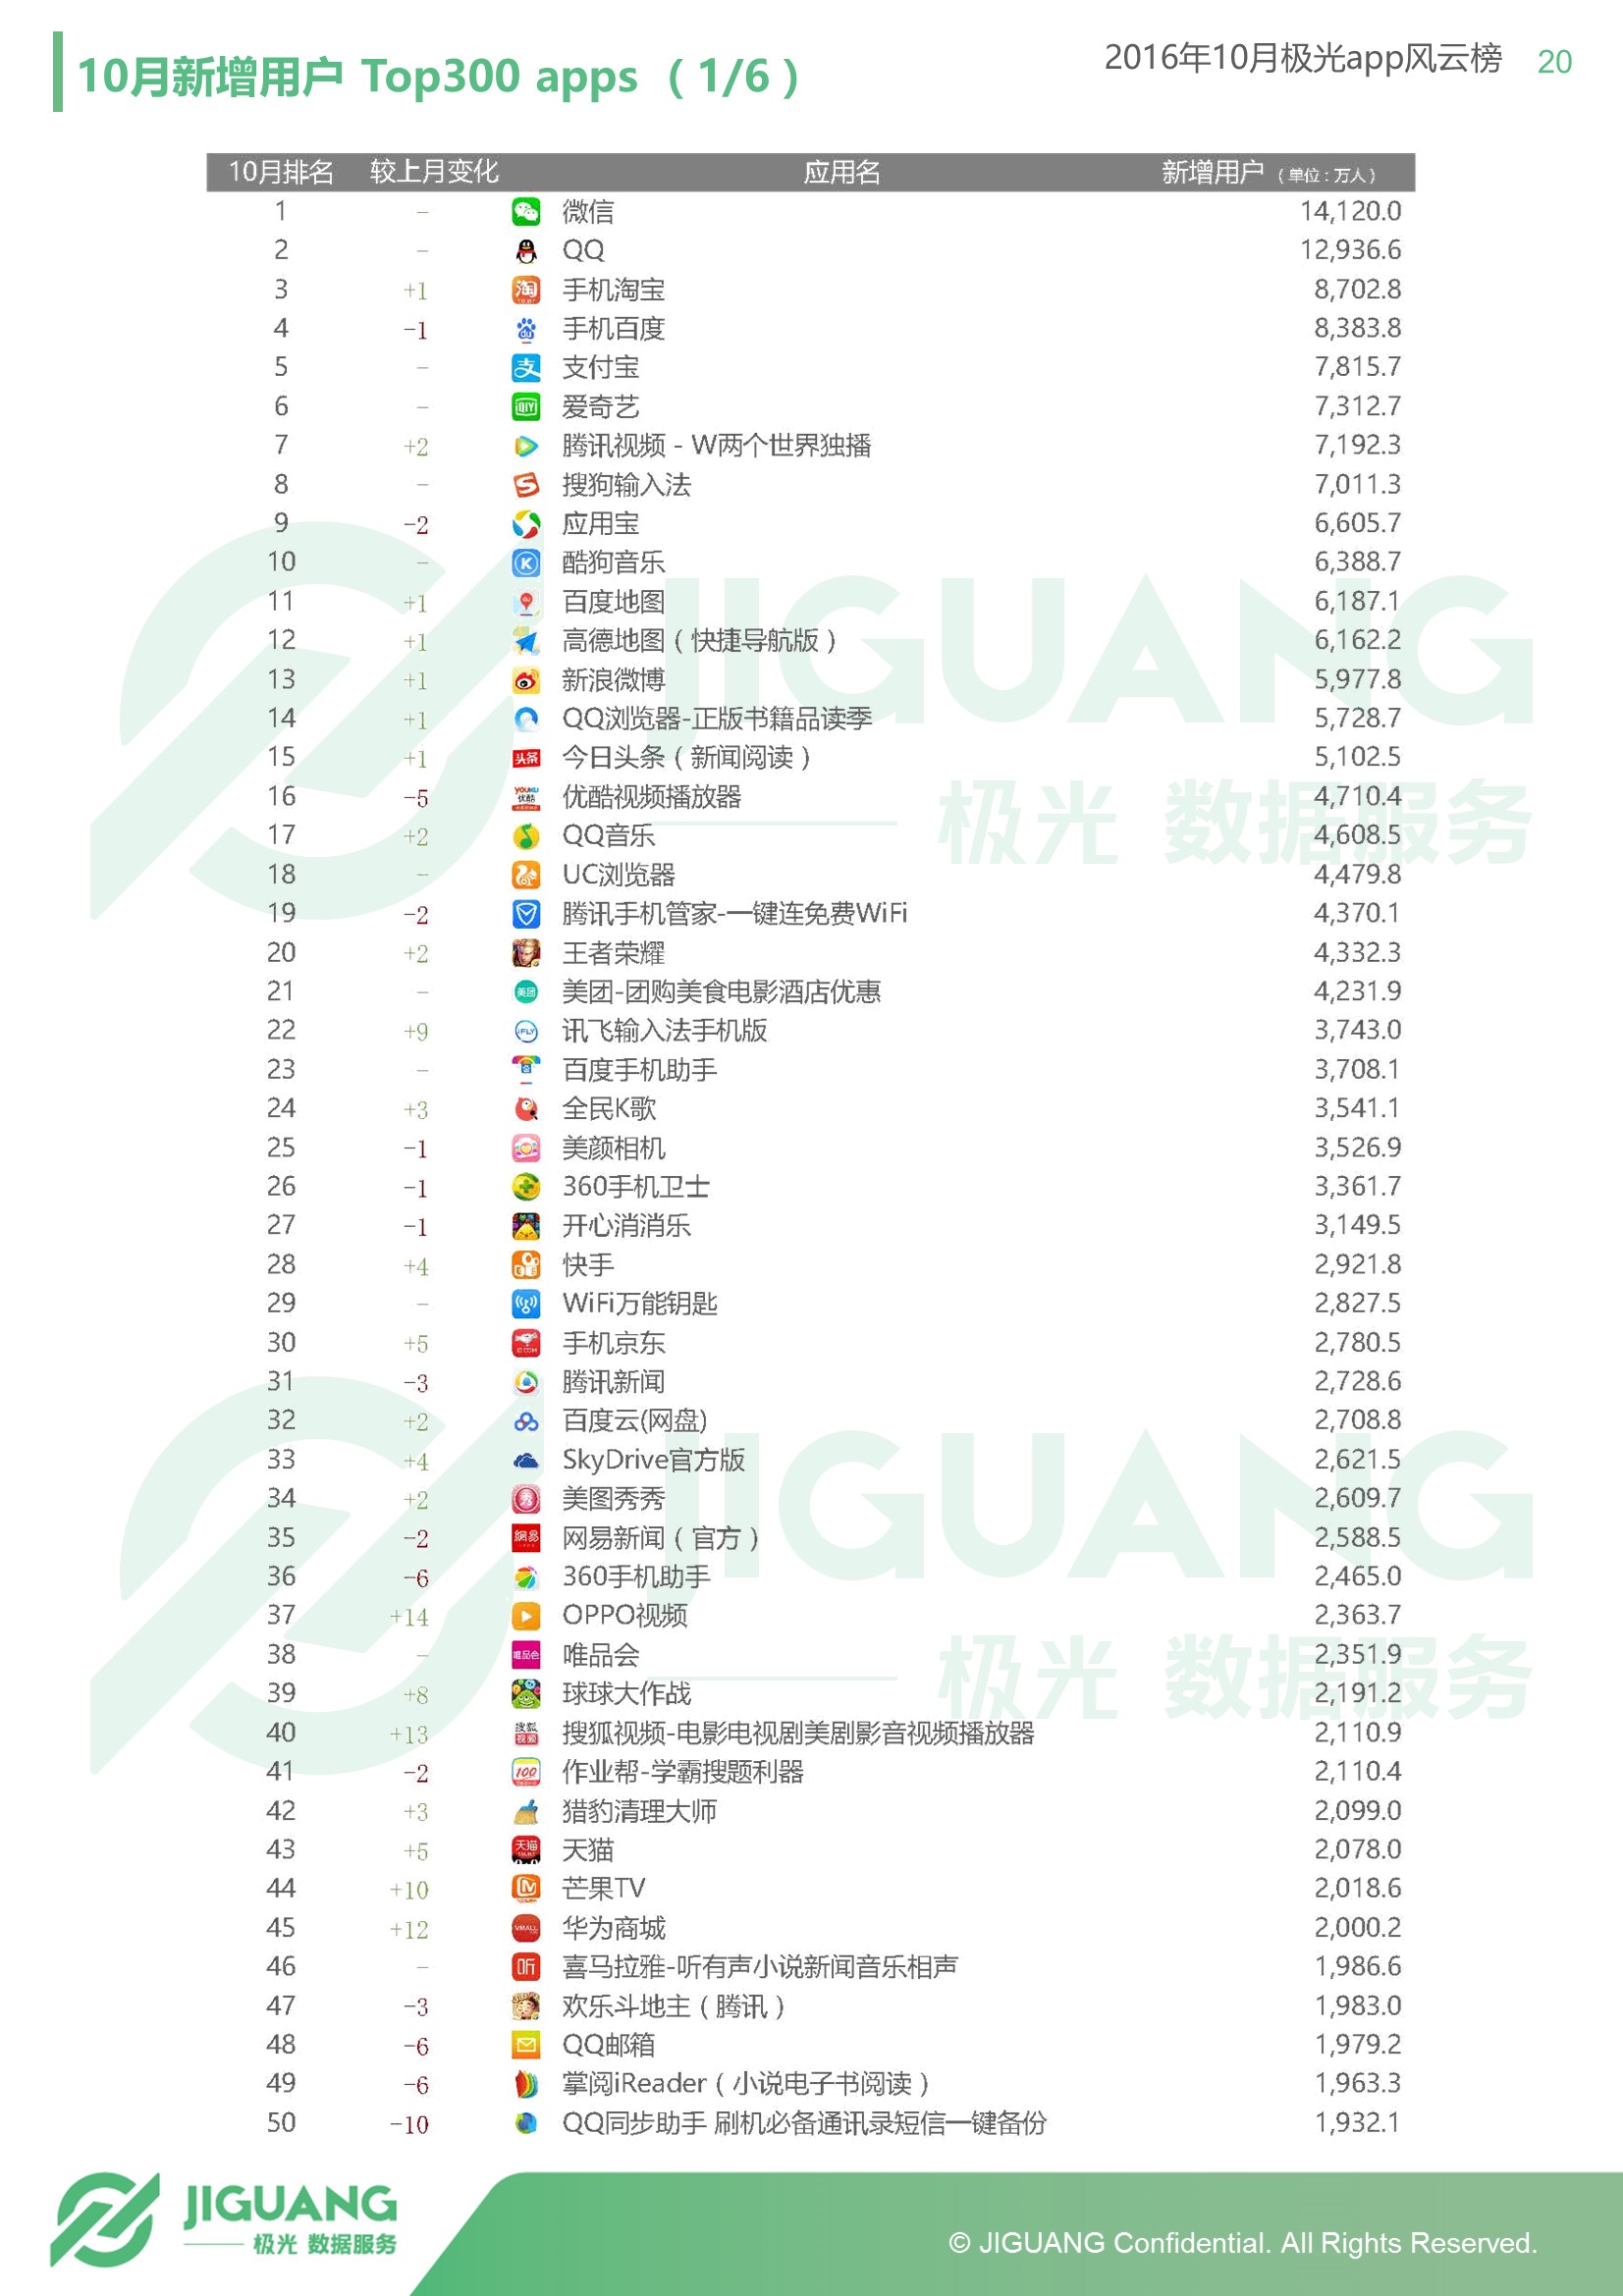 10月新增用户 Top300 apps （1/6）
2016年10月极光app风云榜 20
10月排名 较上月变化 应用名 新增用户（单位：万人）
1 – 微信 14,120.0
2 – QQ 12,936.6
3 +1 手机淘宝 8,702.8
4 -1 手机百度 8,383.8
5 – 支付宝 7,815.7
6 – 爱奇艺 7,312.7
7 +2 腾讯视频 - W两个世界独播 7,192.3
8 – 搜狗输入法 7,011.3
9 -2 应用宝 6,605.7
10 – 酷狗音乐 6,388.7
11 +1 百度地图 6,187.1
12 +1 高德地图（快捷导航版） 6,162.2
13 +1 新浪微博 5,977.8
14 +1 QQ浏览器-正版书籍品读季 5,728.7
15 +1 今日头条（新闻阅读） 5,102.5
16 -5 优酷视频播放器 4,710.4
17 +2 QQ音乐 4,608.5
18 – UC浏览器 4,479.8
19 -2 腾讯手机管家-一键连免费WiFi 4,370.1
20 +2 王者荣耀 4,332.3
21 – 美团-团购美食电影酒店优惠 4,231.9
22 +9 讯飞输入法手机版 3,743.0
23 – 百度手机助手 3,708.1
24 +3 全民K歌 3,541.1
25 -1 美颜相机 3,526.9
26 -1 360手机卫士 3,361.7
27 -1 开心消消乐 3,149.5
28 +4 快手 2,921.8
29 – WiFi万能钥匙 2,827.5
30 +5 手机京东 2,780.5
31 -3 腾讯新闻 2,728.6
32 +2 百度云(网盘) 2,708.8
33 +4 SkyDrive官方版 2,621.5
34 +2 美图秀秀 2,609.7
35 -2 网易新闻（官方） 2,588.5
36 -6 360手机助手 2,465.0
37 +14 OPPO视频 2,363.7
38 – 唯品会 2,351.9
39 +8 球球大作战 2,191.2
40 +13 搜狐视频-电影电视剧美剧影音视频播放器 2,110.9
41 -2 作业帮-学霸搜题利器 2,110.4
42 +3 猎豹清理大师 2,099.0
43 +5 天猫 2,078.0
44 +10 芒果TV 2,018.6
45 +12 华为商城 2,000.2
46 – 喜马拉雅-听有声小说新闻音乐相声 1,986.6
47 -3 欢乐斗地主（腾讯） 1,983.0
48 -6 QQ邮箱 1,979.2
49 -6 掌阅iReader（小说电子书阅读） 1,963.3
50 -10 QQ同步助手 刷机必备通讯录短信一键备份 1,932.1
JIGUANG
极光 数据服务
JIGUANG
极光 数据服务
JIGUANG
极光 数据服务
© JIGUANG Confidential. All Rights Reserved.